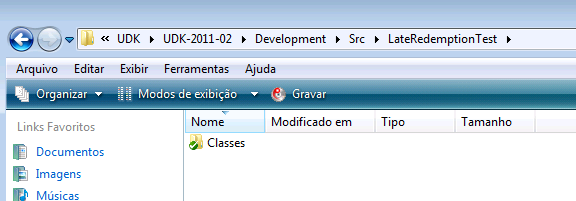 « UDK ▸ UDK-2011-02 ▸ Development ▸ Src ▸ LateRedemptionTest ▸
Arquivo Editar Exibir Ferramentas Ajuda
Organizar Modos de exibição Gravar
Links Favoritos
Documentos
Imagens
Músicas
Nome Modificado em Tipo Tamanho
Classes